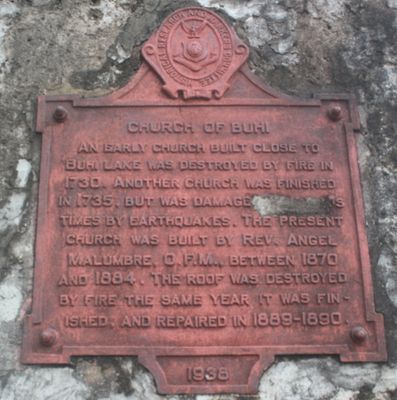 CHURCH OF BUHI
AN EARLY CHURCH BUILT CLOSE TO
BUHI LAKE WAS DESTROYED BY FIRE IN
1730. ANOTHER CHURCH WAS FINISHED
IN 1735, BUT WAS DAMAGE
TIMES BY EARTHQUAKES. THE PRESENT
CHURCH WAS BUILT BY REV. ANGEL
MALUMBRE, O.F.M., BETWEEN 1870
AND 1884. THE ROOF WAS DESTROYED
BY FIRE THE SAME YEAR IT WAS FIN-
ISHED, AND REPAIRED IN 1889-1890.
1938